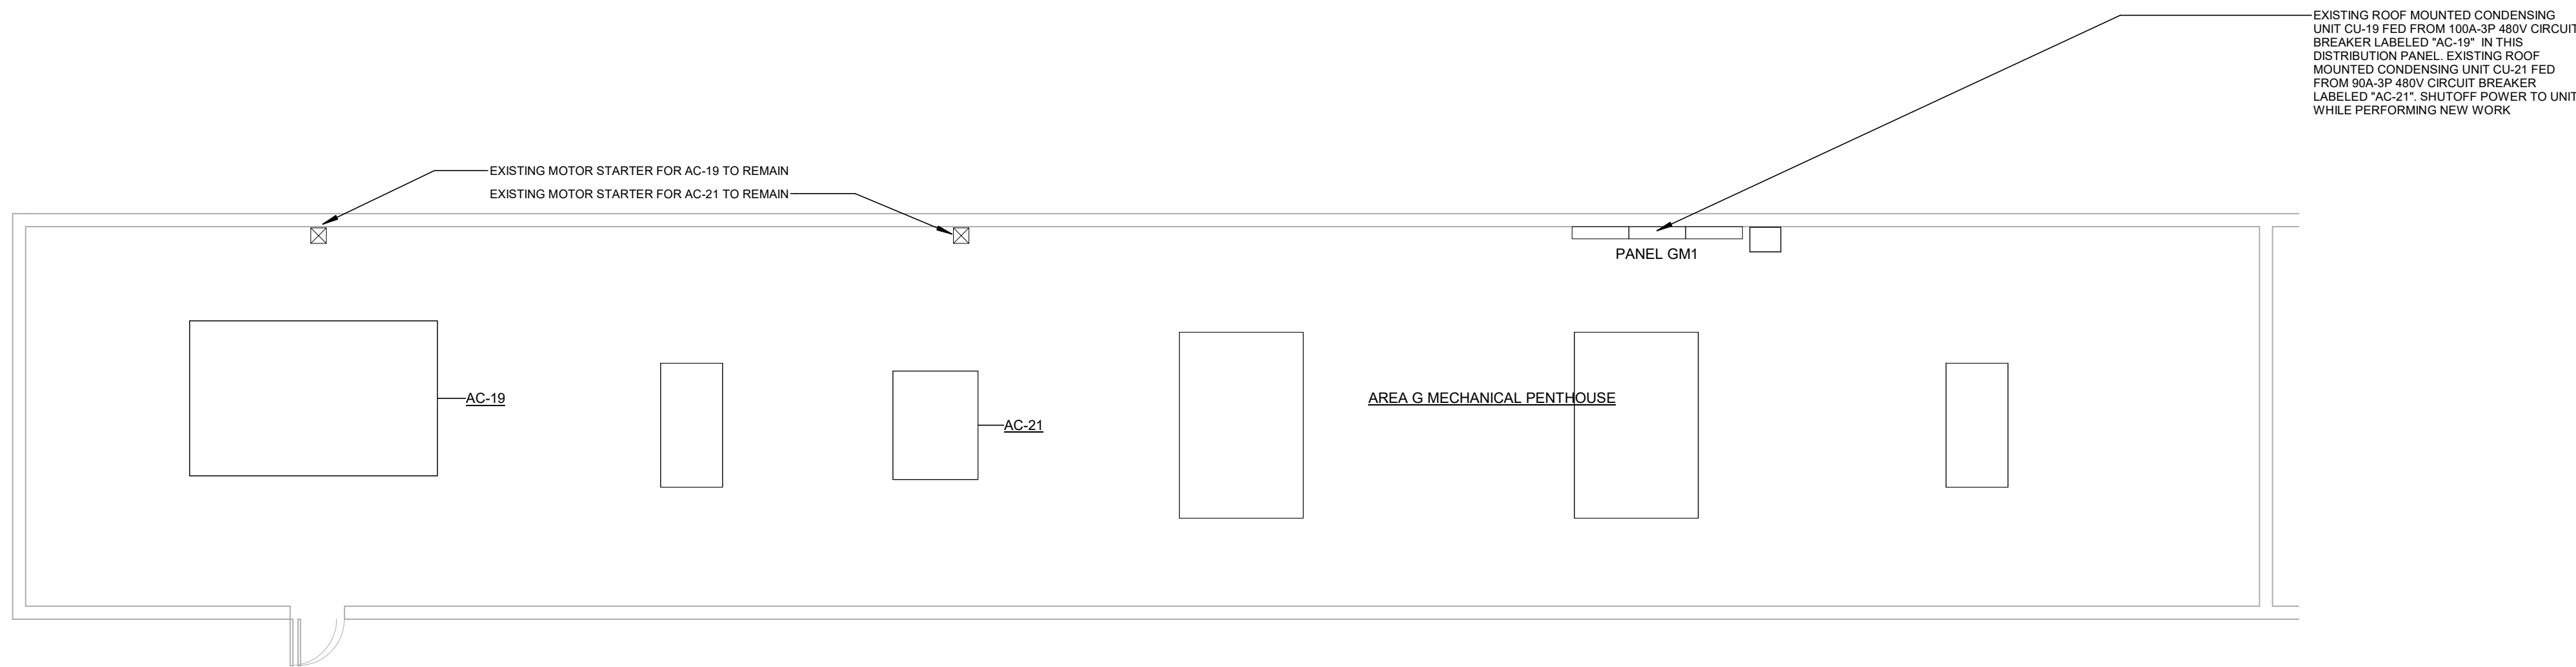 EXISTING ROOF MOUNTED CONDENSING
UNIT CU-19 FED FROM 100A-3P 480V CIRCUIT
BREAKER LABELED "AC-19" IN THIS
DISTRIBUTION PANEL. EXISTING ROOF
MOUNTED CONDENSING UNIT CU-21 FED
FROM 90A-3P 480V CIRCUIT BREAKER
LABELED "AC-21". SHUTOFF POWER TO UNIT
WHILE PERFORMING NEW WORK
EXISTING MOTOR STARTER FOR AC-19 TO REMAIN
EXISTING MOTOR STARTER FOR AC-21 TO REMAIN
PANEL GM1
AC-19
AREA G MECHANICAL PENTHOUSE
AC-21